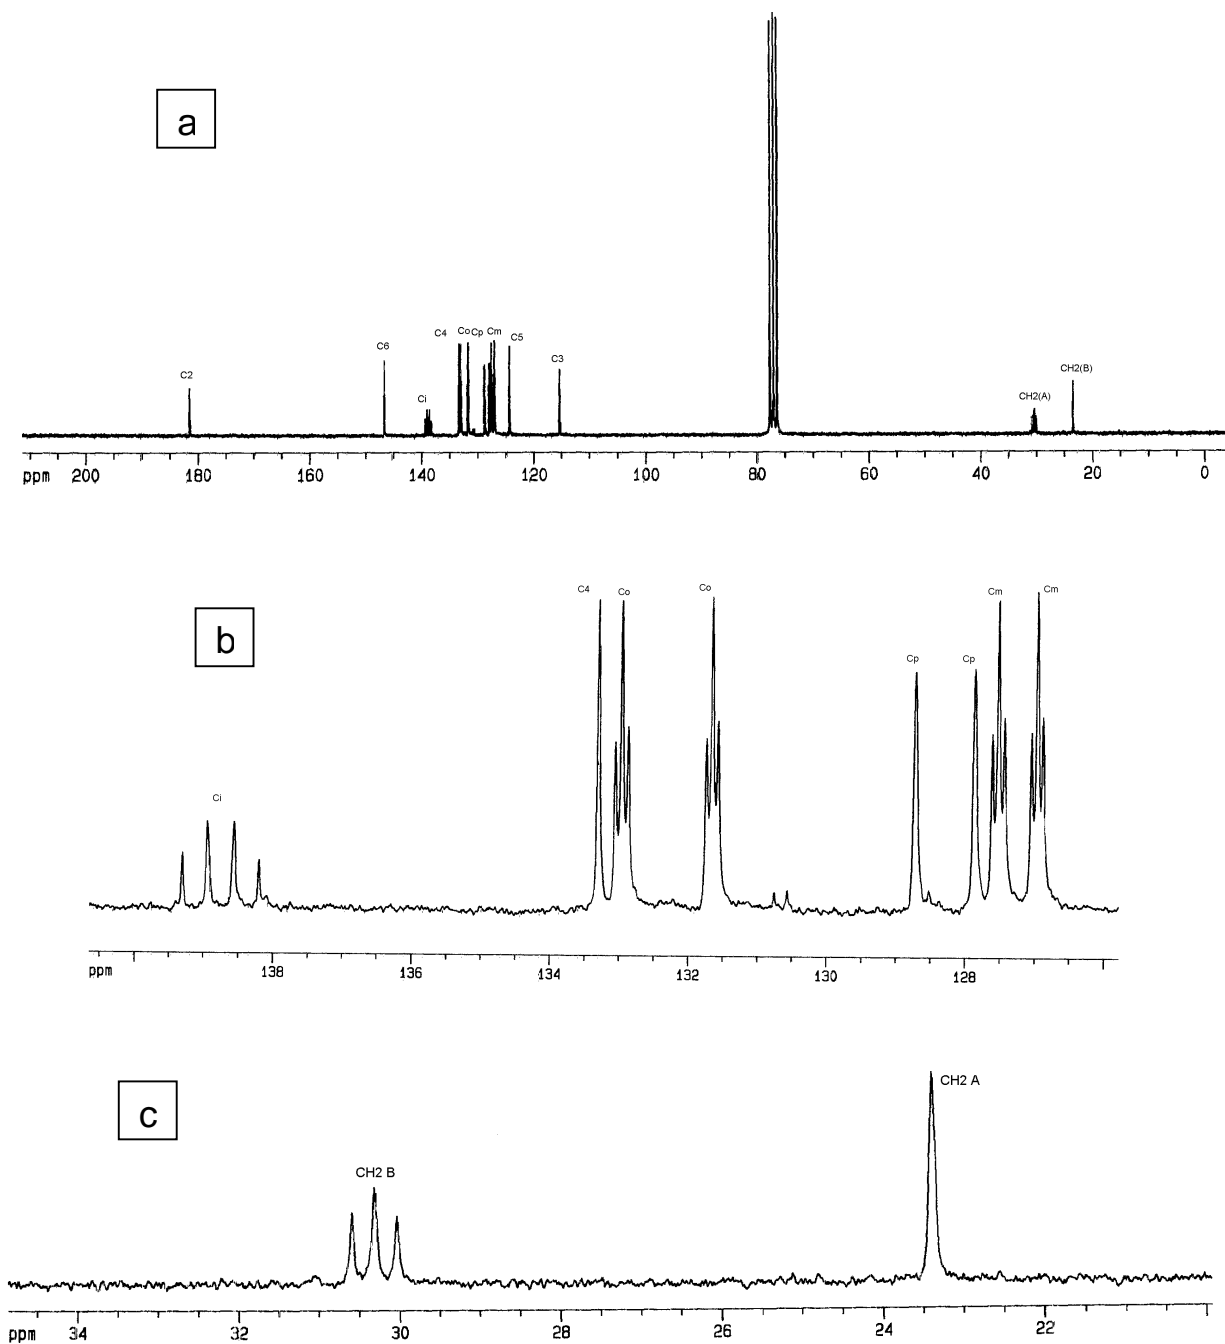 a
C2
C6
Ci
C4 Co Cp Cm
C5
C3
CH2(A)
CH2(B)
ppm 200 180 160 140 120 100 80 60 40 20 0
b
Ci
C4 Co Co Cp Cp Cm Cm
ppm 138 136 134 132 130 128
c
CH2 B
CH2 A
ppm 34 32 30 28 26 24 22